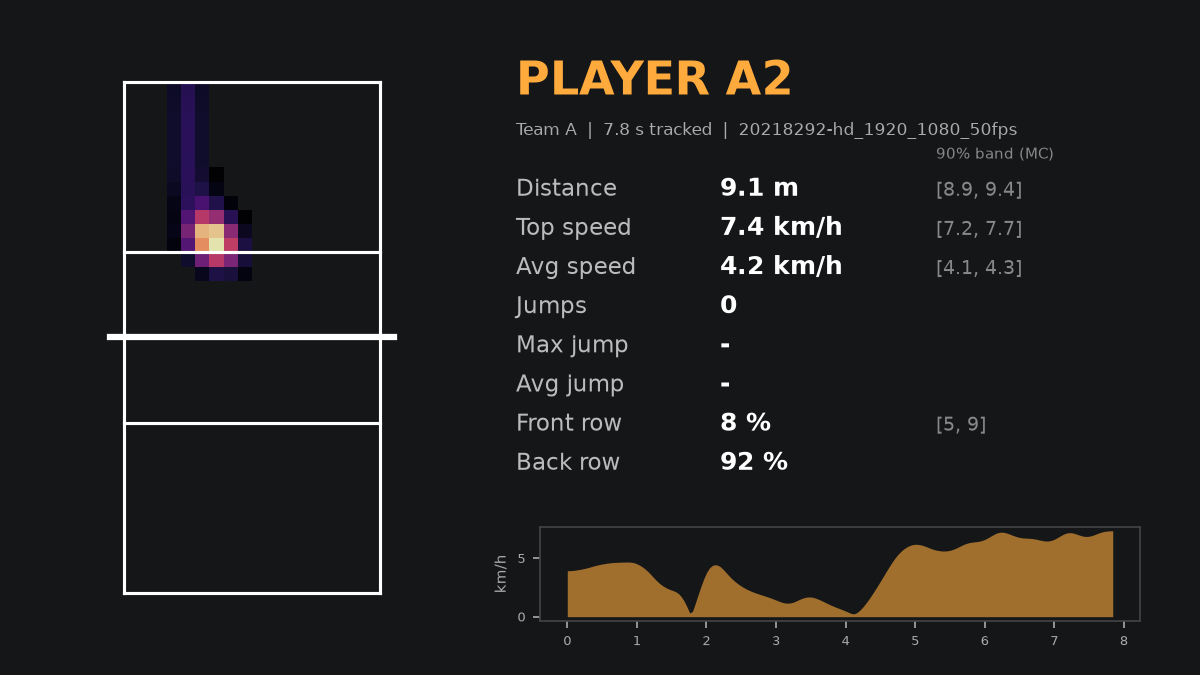 PLAYER A2
Team A | 7.8 s tracked | 20218292-hd_1920_1080_50fps
90% band (MC)
Distance 9.1 m [8.9, 9.4]
Top speed 7.4 km/h [7.2, 7.7]
Avg speed 4.2 km/h [4.1, 4.3]
Jumps 0
Max jump -
Avg jump -
Front row 8 % [5, 9]
Back row 92 %
km/h
5
0
0 1 2 3 4 5 6 7 8